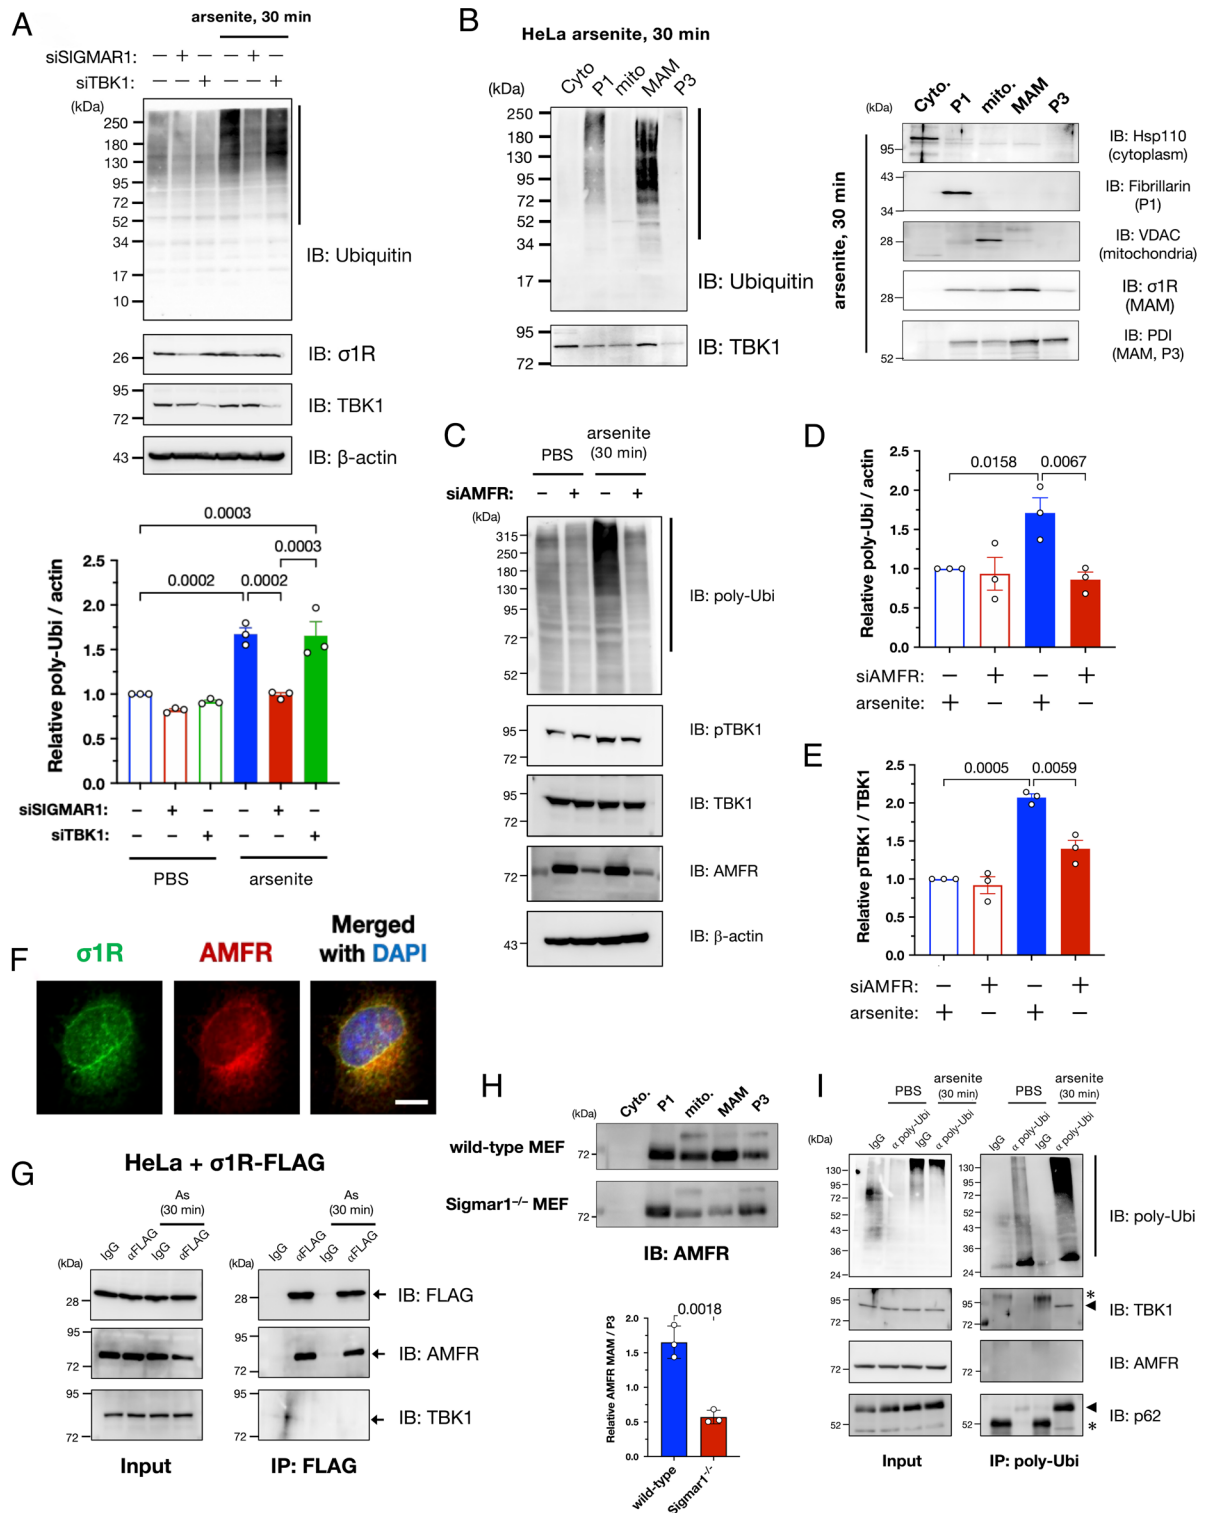 A
arsenite, 30 min
siSIGMAR1: — + — — + —
siTBK1: — — + — — +
(kDa)
250
180
130
95
72
52
34
17
10
IB: Ubiquitin
26
IB: σ1R
95
72
IB: TBK1
43
IB: β-actin
0.0003
0.0003
0.0002
0.0002
Relative poly-Ubi / actin
2.5
2.0
1.5
1.0
0.5
0.0
siSIGMAR1: – + – – + –
siTBK1: – – + – – +
PBS
arsenite
B
HeLa arsenite, 30 min
(kDa)
Cyto
P1
mito
MAM
P3
250
180
130
95
72
52
34
17
IB: Ubiquitin
95
72
IB: TBK1
(kDa)
Cyto.
P1
mito.
MAM
P3
arsenite, 30 min
95
IB: Hsp110
(cytoplasm)
43
34
IB: Fibrillarin
(P1)
28
IB: VDAC
(mitochondria)
28
IB: σ1R
(MAM)
52
IB: PDI
(MAM, P3)
C
PBS
arsenite
(30 min)
siAMFR: – + – +
(kDa)
315
250
180
130
95
72
52
IB: poly-Ubi
95
72
IB: pTBK1
95
72
IB: TBK1
72
IB: AMFR
43
IB: β-actin
D
Relative poly-Ubi / actin
2.5
2.0
1.5
1.0
0.5
0.0
0.0158
0.0067
siAMFR: — + — +
arsenite: + — + —
E
Relative pTBK1 / TBK1
2.5
2.0
1.5
1.0
0.5
0.0
0.0005
0.0059
siAMFR: — + — +
arsenite: + — + —
F
σ1R
AMFR
Merged
with DAPI
G
HeLa + σ1R-FLAG
As
(30 min)
As
(30 min)
(kDa)
IgG
αFLAG
IgG
αFLAG
(kDa)
IgG
αFLAG
IgG
αFLAG
28
28
IB: FLAG
95
72
95
72
IB: AMFR
95
72
95
72
IB: TBK1
Input
IP: FLAG
H
(kDa)
Cyto.
P1
mito.
MAM
P3
wild-type MEF
72
Sigmar1–/– MEF
72
IB: AMFR
Relative AMFR MAM / P3
2.0
1.5
1.0
0.5
0.0
0.0018
wild-type
Sigmar1–/–
I
PBS
arsenite
(30 min)
PBS
arsenite
(30 min)
(kDa)
IgG
α poly-Ubi
IgG
α poly-Ubi
IgG
α poly-Ubi
IgG
α poly-Ubi
130
95
72
52
43
36
24
130
95
72
52
43
36
24
IB: poly-Ubi
95
72
95
72
*
IB: TBK1
72
72
IB: AMFR
52
52
IB: p62
*
Input
IP: poly-Ubi